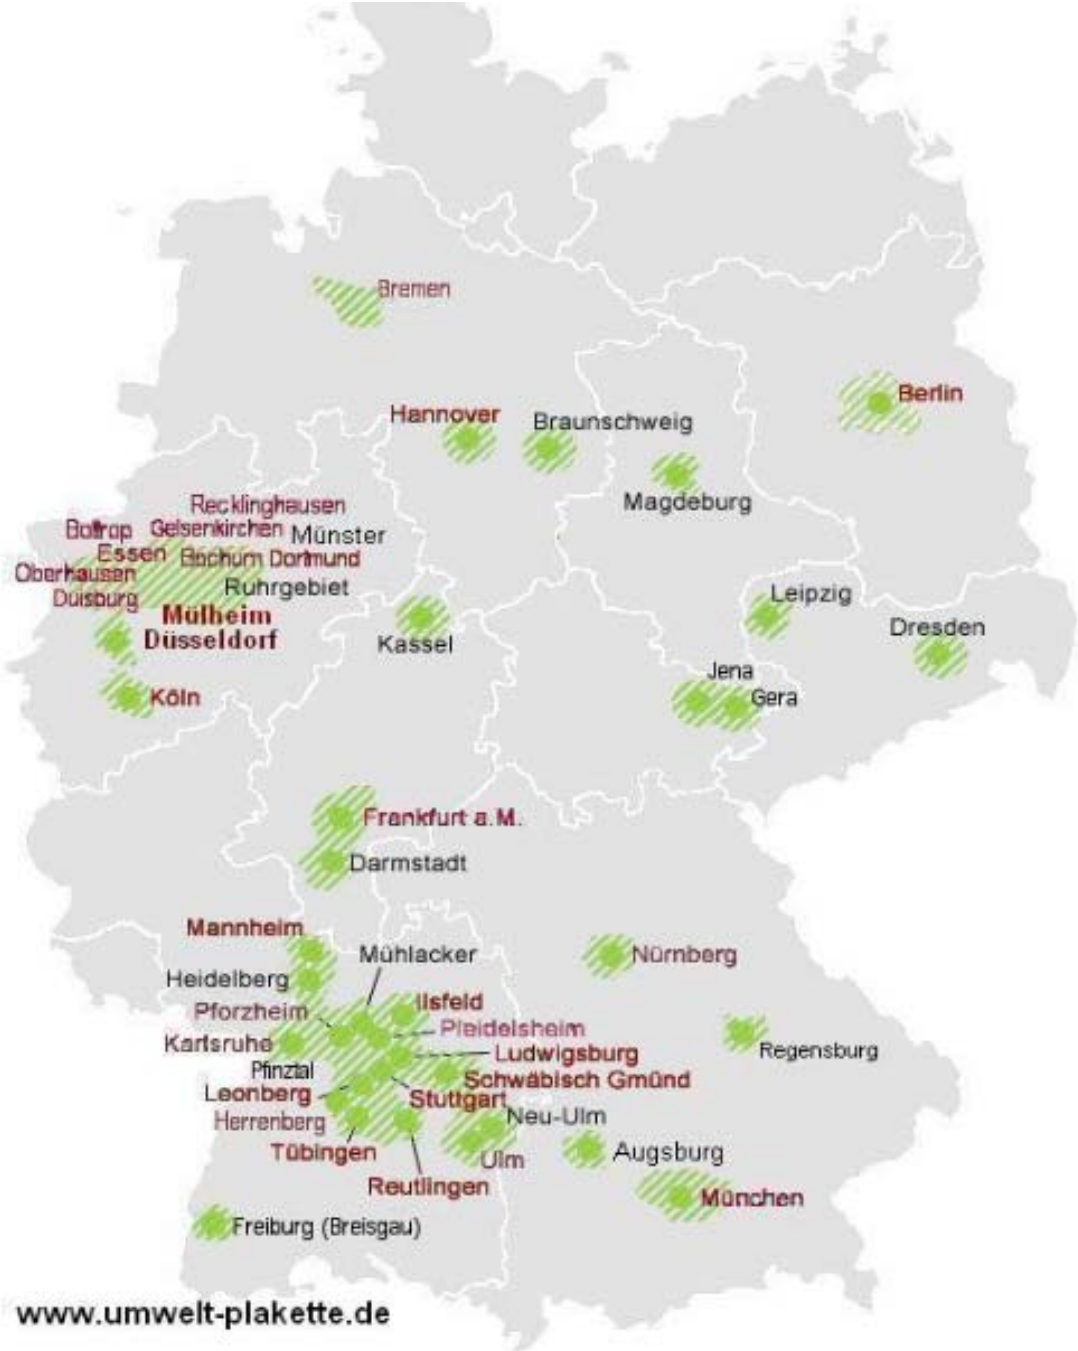 Bremen
Berlin
Hannover
Braunschweig
Magdeburg
Recklinghausen
Bottrop Gelsenkirchen Münster
Essen Bochum Dortmund
Oberhausen
Ruhrgebiet
Duisburg
Mülheim
Düsseldorf
Kassel
Leipzig
Dresden
Jena
Gera
Köln
Frankfurt a.M.
Darmstadt
Mannheim
Mühlacker
Nürnberg
Heidelberg
Ilsfeld
Pforzheim
Pleidelsheim
Karlsruhe
Ludwigsburg
Regensburg
Pfinztal
Schwäbisch Gmünd
Leonberg
Stuttgart
Herrenberg
Neu-Ulm
Tübingen
Ulm
Augsburg
Reutlingen
München
Freiburg (Breisgau)
www.umwelt-plakette.de